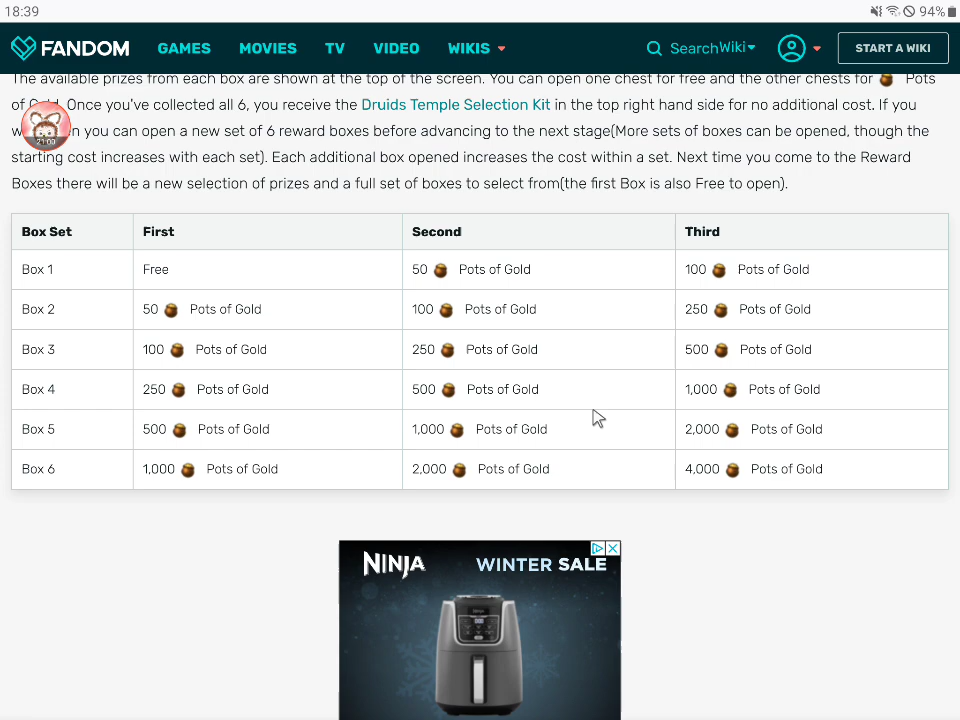 18:39 94%
FANDOM GAMES MOVIES TV VIDEO WIKIS SearchWiki START A WIKI
The available prizes from each box are shown at the top of the screen. You can open one chest for free and the other chests for Pots
of Gold. Once you've collected all 6, you receive the Druids Temple Selection Kit in the top right hand side for no additional cost. If you
n you can open a new set of 6 reward boxes before advancing to the next stage(More sets of boxes can be opened, though the
21:09
starting cost increases with each set). Each additional box opened increases the cost within a set. Next time you come to the Reward
Boxes there will be a new selection of prizes and a full set of boxes to select from(the first Box is also Free to open).
Box Set First Second Third
Box 1 Free 50 Pots of Gold 100 Pots of Gold
Box 2 50 Pots of Gold 100 Pots of Gold 250 Pots of Gold
Box 3 100 Pots of Gold 250 Pots of Gold 500 Pots of Gold
Box 4 250 Pots of Gold 500 Pots of Gold 1,000 Pots of Gold
Box 5 500 Pots of Gold 1,000 Pots of Gold 2,000 Pots of Gold
Box 6 1,000 Pots of Gold 2,000 Pots of Gold 4,000 Pots of Gold
NINJA WINTER SALE